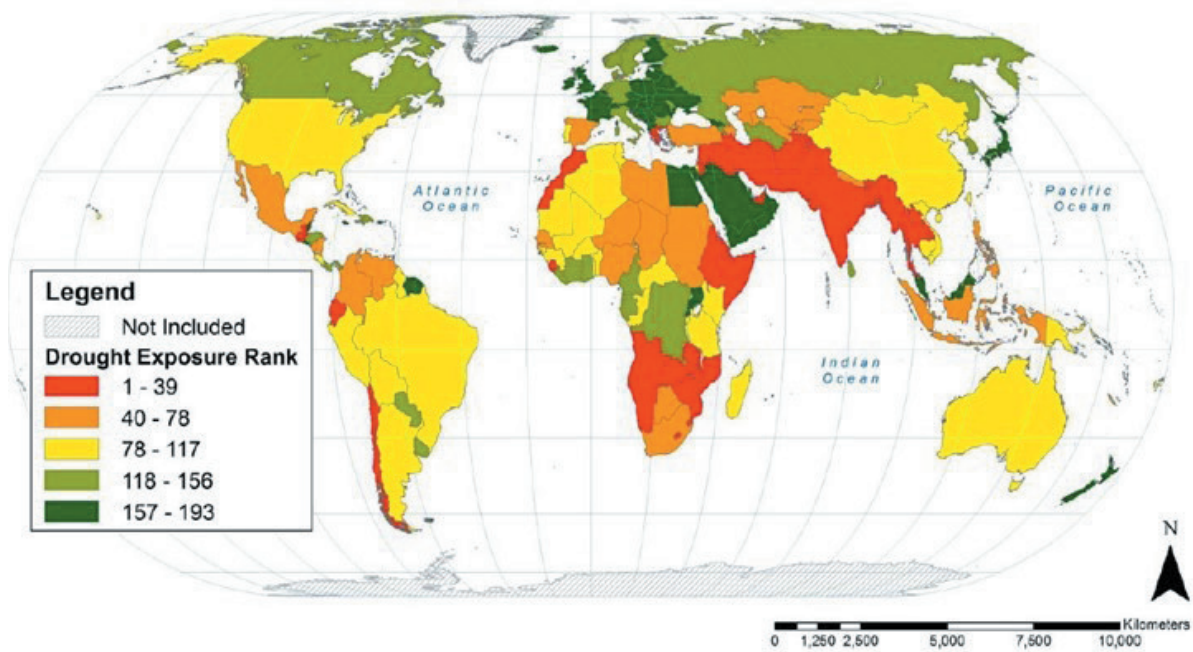 Atlantic
Ocean
Pacific
Ocean
Indian
Ocean
Legend
Not Included
Drought Exposure Rank
1 - 39
40 - 78
78 - 117
118 - 156
157 - 193
N
Kilometers
0 1,250 2,500 5,000 7,500 10,000